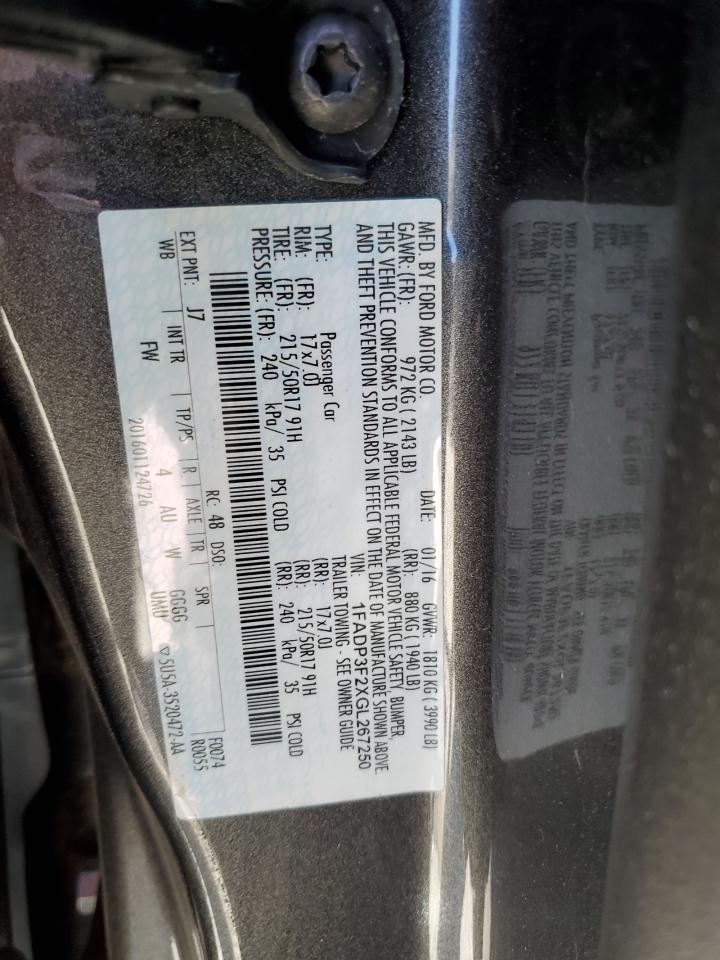 MFD. BY FORD MOTOR CO. DATE: 01/16 GVWR: 1810 KG ( 3990 LB)
GAWR: (FR): 972 KG ( 2143 LB) (RR): 880 KG ( 1940 LB)
THIS VEHICLE CONFORMS TO ALL APPLICABLE FEDERAL MOTOR VEHICLE SAFETY, BUMPER,
AND THEFT PREVENTION STANDARDS IN EFFECT ON THE DATE OF MANUFACTURE SHOWN ABOVE.
VIN: 1FADP3F2XGL267250
TYPE: Passenger Car TRAILER TOWING - SEE OWNER GUIDE
RIM: (FR): 17x7.0J (RR): 17x7.0J
TIRE: (FR): 215/50R17 91H (RR): 215/50R17 91H
PRESSURE: (FR): 240 kPa/ 35 PSI COLD (RR): 240 kPa/ 35 PSI COLD
F0074
RC: 48 DSO: R0055
EXT PNT: J7
WB INT TR TP/PS R AXLE TR SPR
FW 4 AU W GGGG
201601124726 UMH ▽5U5A-3520472-AA